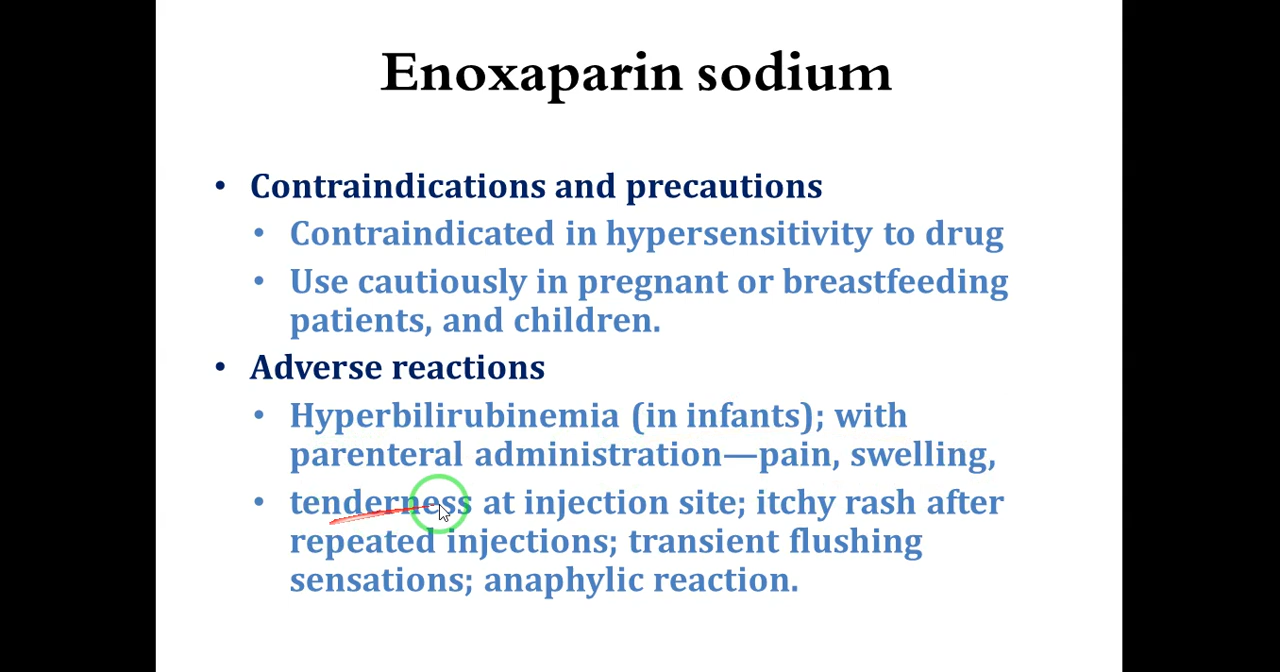 Enoxaparin sodium
• Contraindications and precautions
• Contraindicated in hypersensitivity to drug
• Use cautiously in pregnant or breastfeeding
patients, and children.
• Adverse reactions
• Hyperbilirubinemia (in infants); with
parenteral administration—pain, swelling,
• tenderness at injection site; itchy rash after
repeated injections; transient flushing
sensations; anaphylic reaction.